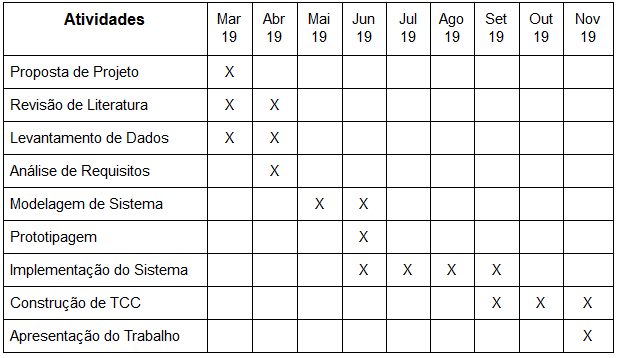 Atividades Mar 19 Abr 19 Mai 19 Jun 19 Jul 19 Ago 19 Set 19 Out 19 Nov 19
Proposta de Projeto X
Revisão de Literatura X X
Levantamento de Dados X X
Análise de Requisitos X
Modelagem de Sistema X X
Prototipagem X
Implementação do Sistema X X X X
Construção de TCC X X X
Apresentação do Trabalho X